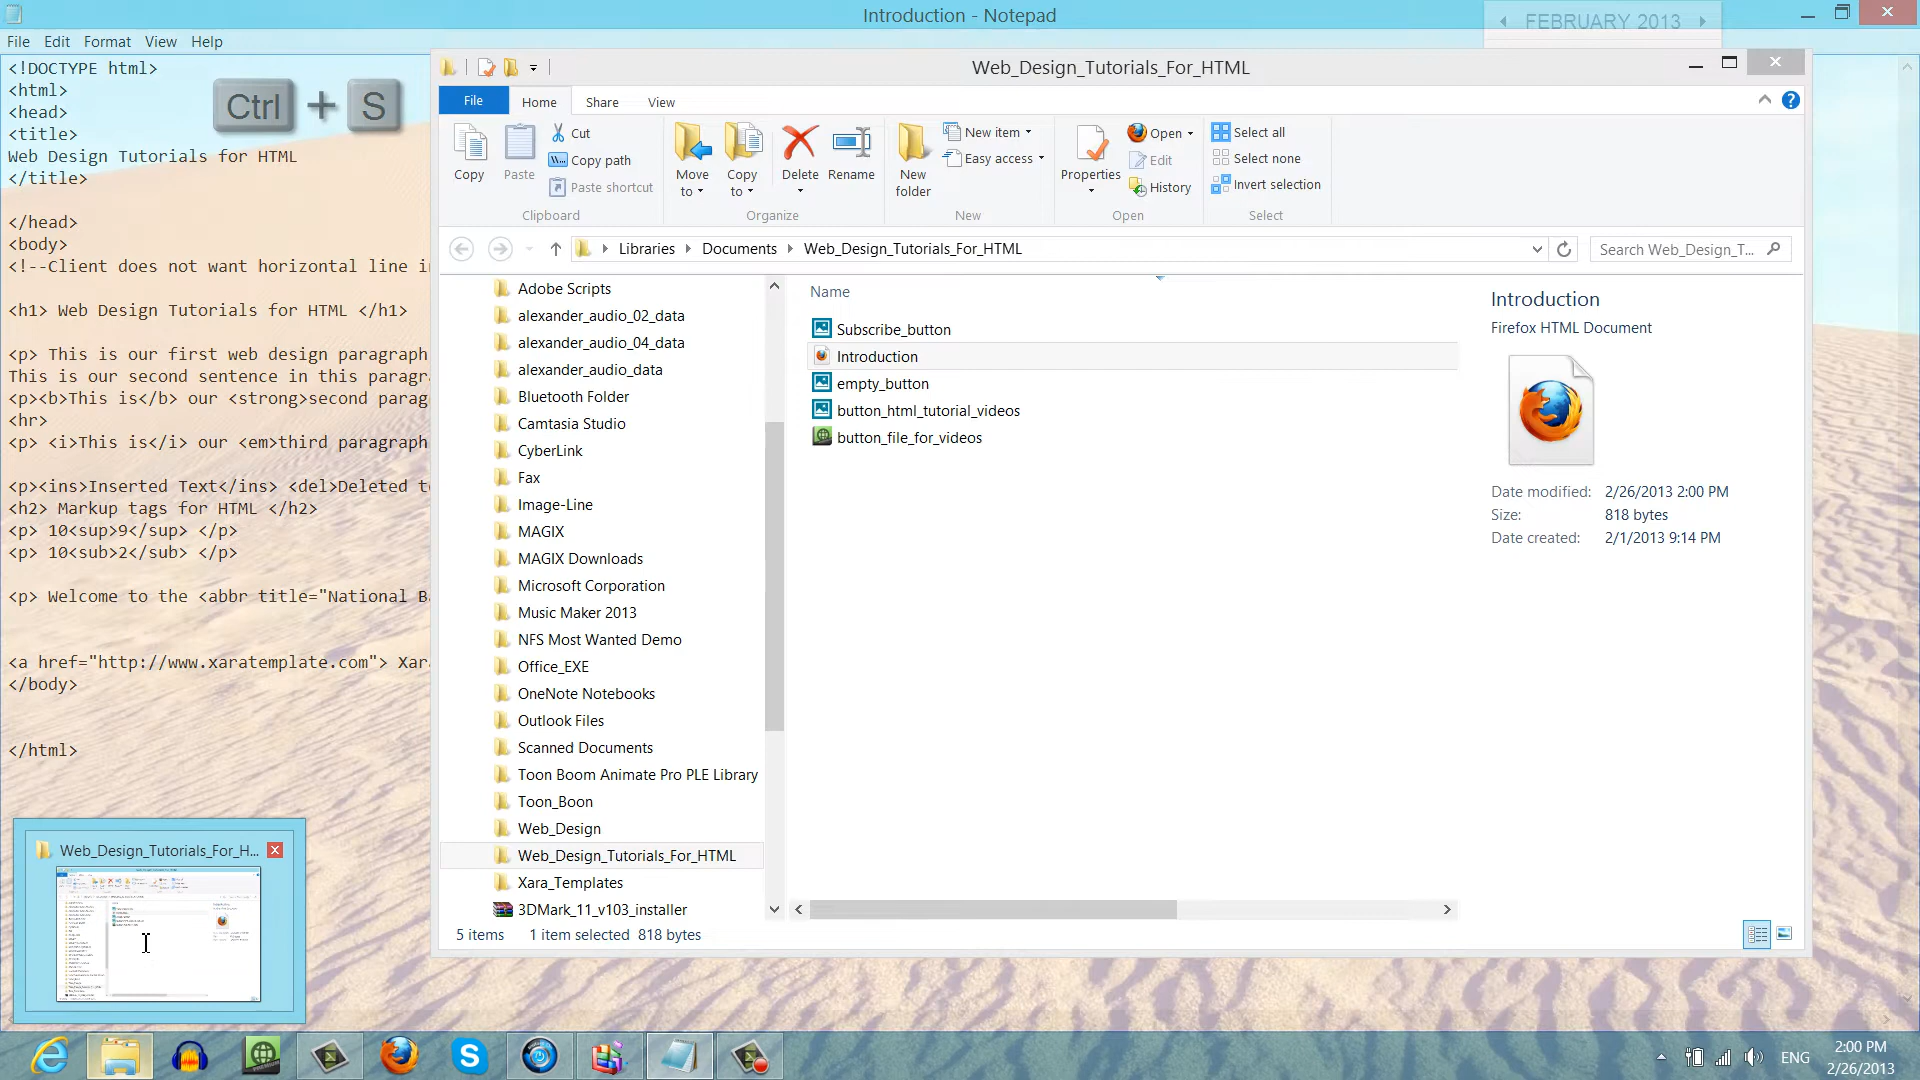 Introduction - Notepad
FEBRUARY 2013
File Edit Format View Help
<!DOCTYPE html>
<html>
<head>
<title>
Web Design Tutorials for HTML
</title>
</head>
<body>
<!--Client does not want horizontal line
<h1> Web Design Tutorials for HTML </h1>
<p> This is our first web design paragraph
This is our second sentence in this
<p><b>This is</b> our <strong>second
<hr>
<p> <i>This is</i> our <em>third paragraph
<p><ins>Inserted Text</ins> <del>Deleted
<h2> Markup tags for HTML </h2>
<p> 10<sup>9</sup> </p>
<p> 10<sub>2</sub> </p>
<p> Welcome to the <abbr title="National
<a href="http://www.xaratemplate.com">
</body>
</html>
Ctrl + S
Web_Design_Tutorials_For_HTML
File Home Share View
Copy
Paste
Cut
Copy path
Paste shortcut
Clipboard
Move to
Copy to
Delete
Rename
Organize
New folder
New item
Easy access
New
Properties
Open
Edit
History
Open
Select all
Select none
Invert selection
Select
Libraries Documents Web_Design_Tutorials_For_HTML
Search Web_Design_T...
Adobe Scripts
alexander_audio_02_data
alexander_audio_04_data
alexander_audio_data
Bluetooth Folder
Camtasia Studio
CyberLink
Fax
Image-Line
MAGIX
MAGIX Downloads
Microsoft Corporation
Music Maker 2013
NFS Most Wanted Demo
Office_EXE
OneNote Notebooks
Outlook Files
Scanned Documents
Toon Boom Animate Pro PLE Library
Toon_Boon
Web_Design
Web_Design_Tutorials_For_HTML
Xara_Templates
3DMark_11_v103_installer
Name
Subscribe_button
Introduction
empty_button
button_html_tutorial_videos
button_file_for_videos
Introduction
Firefox HTML Document
Date modified: 2/26/2013 2:00 PM
Size: 818 bytes
Date created: 2/1/2013 9:14 PM
5 items 1 item selected 818 bytes
Web_Design_Tutorials_For_H...
ENG
2:00 PM
2/26/2013